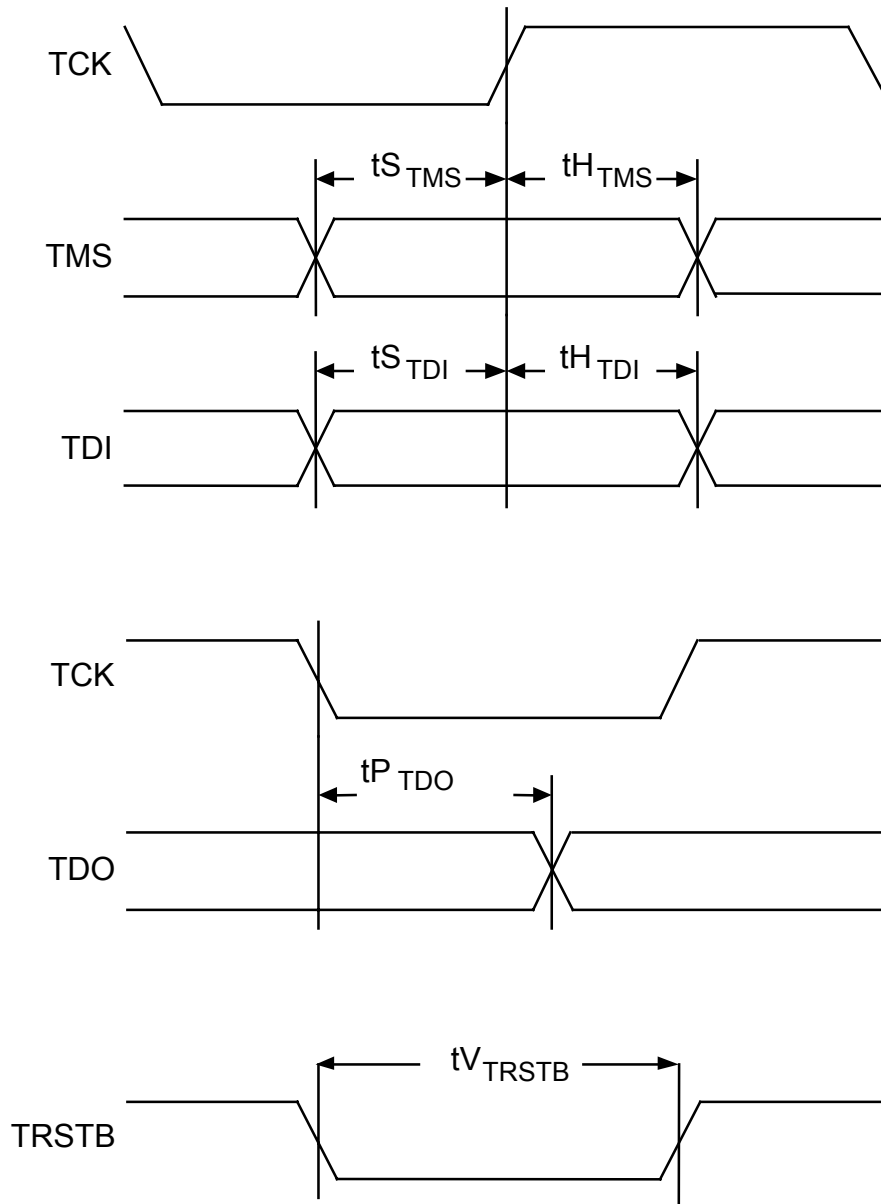 TCK
tS TMS tH TMS
TMS
tS TDI tH TDI
TDI
TCK
tP TDO
TDO
tV TRSTB
TRSTB